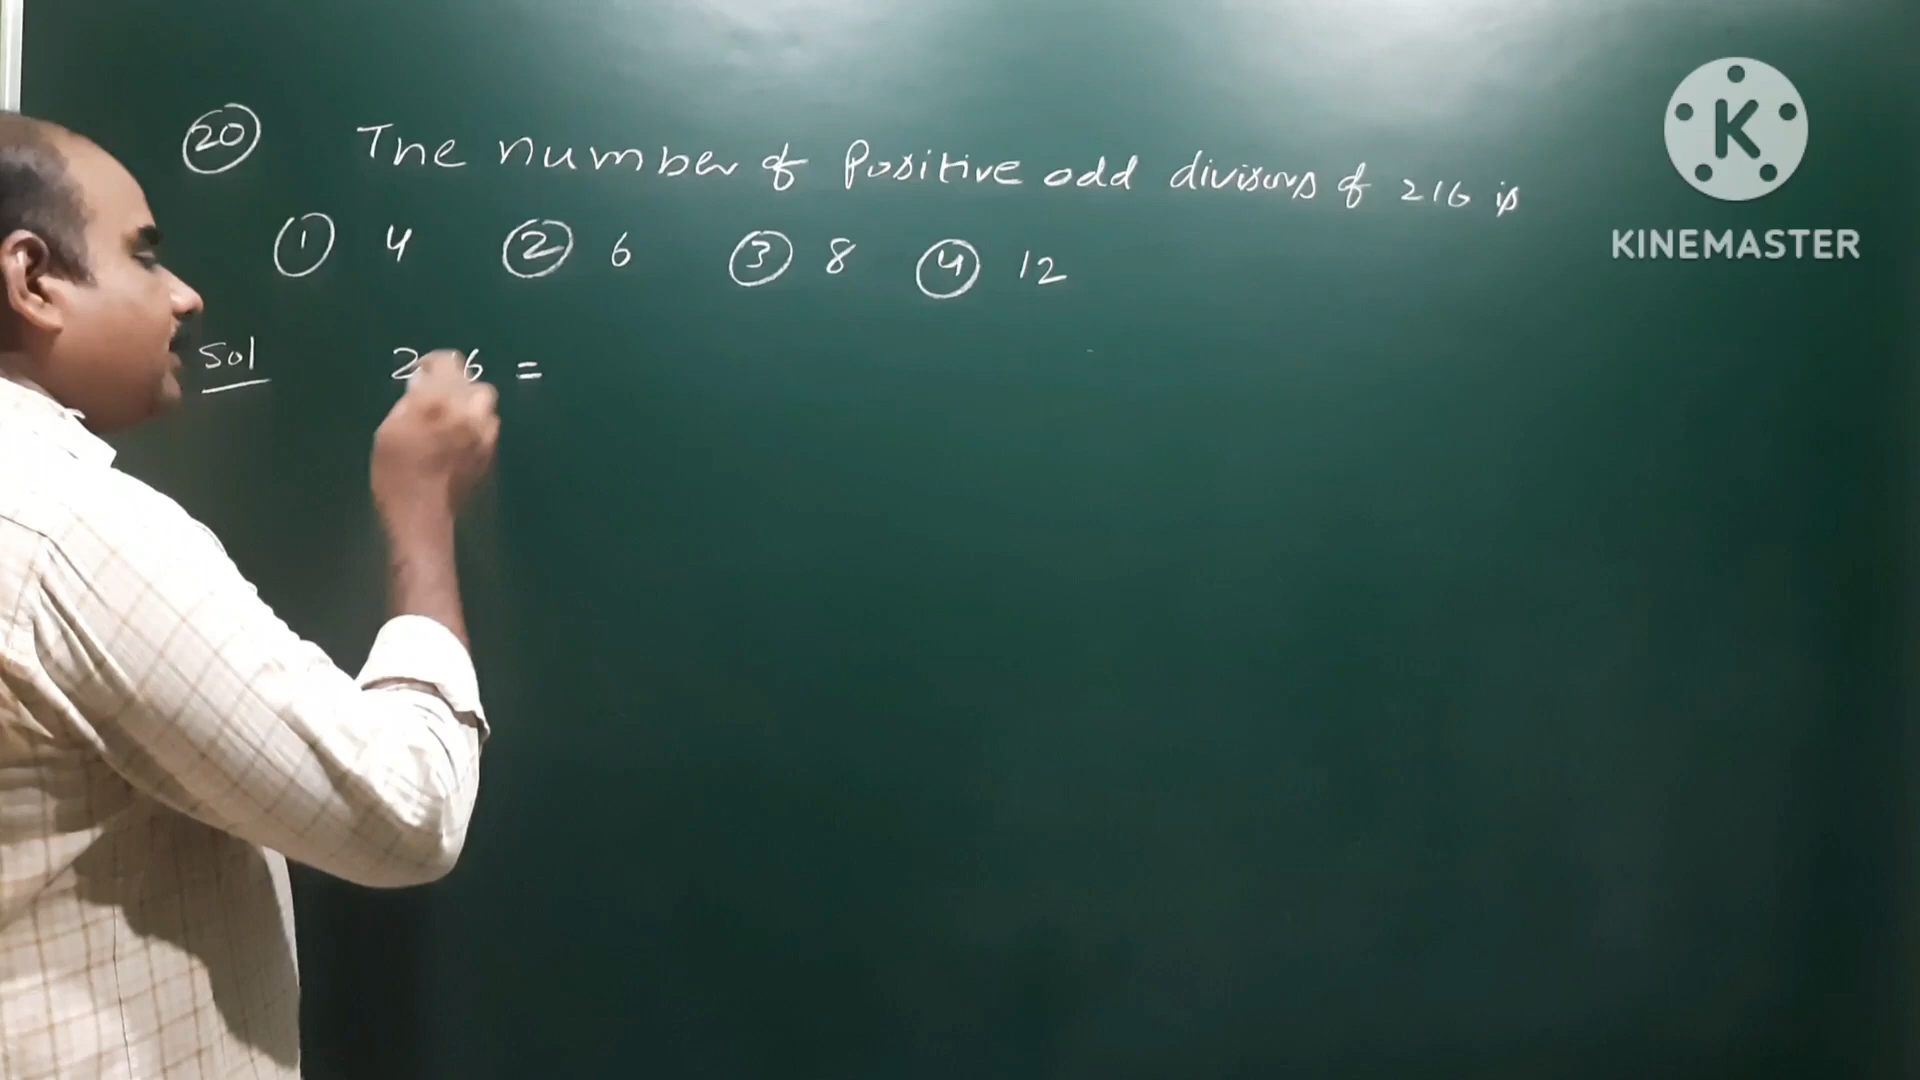 20 The number of Positive odd divisors of 216 is
1 4 2 6 3 8 4 12
Sol 216 =
K
KINEMASTER